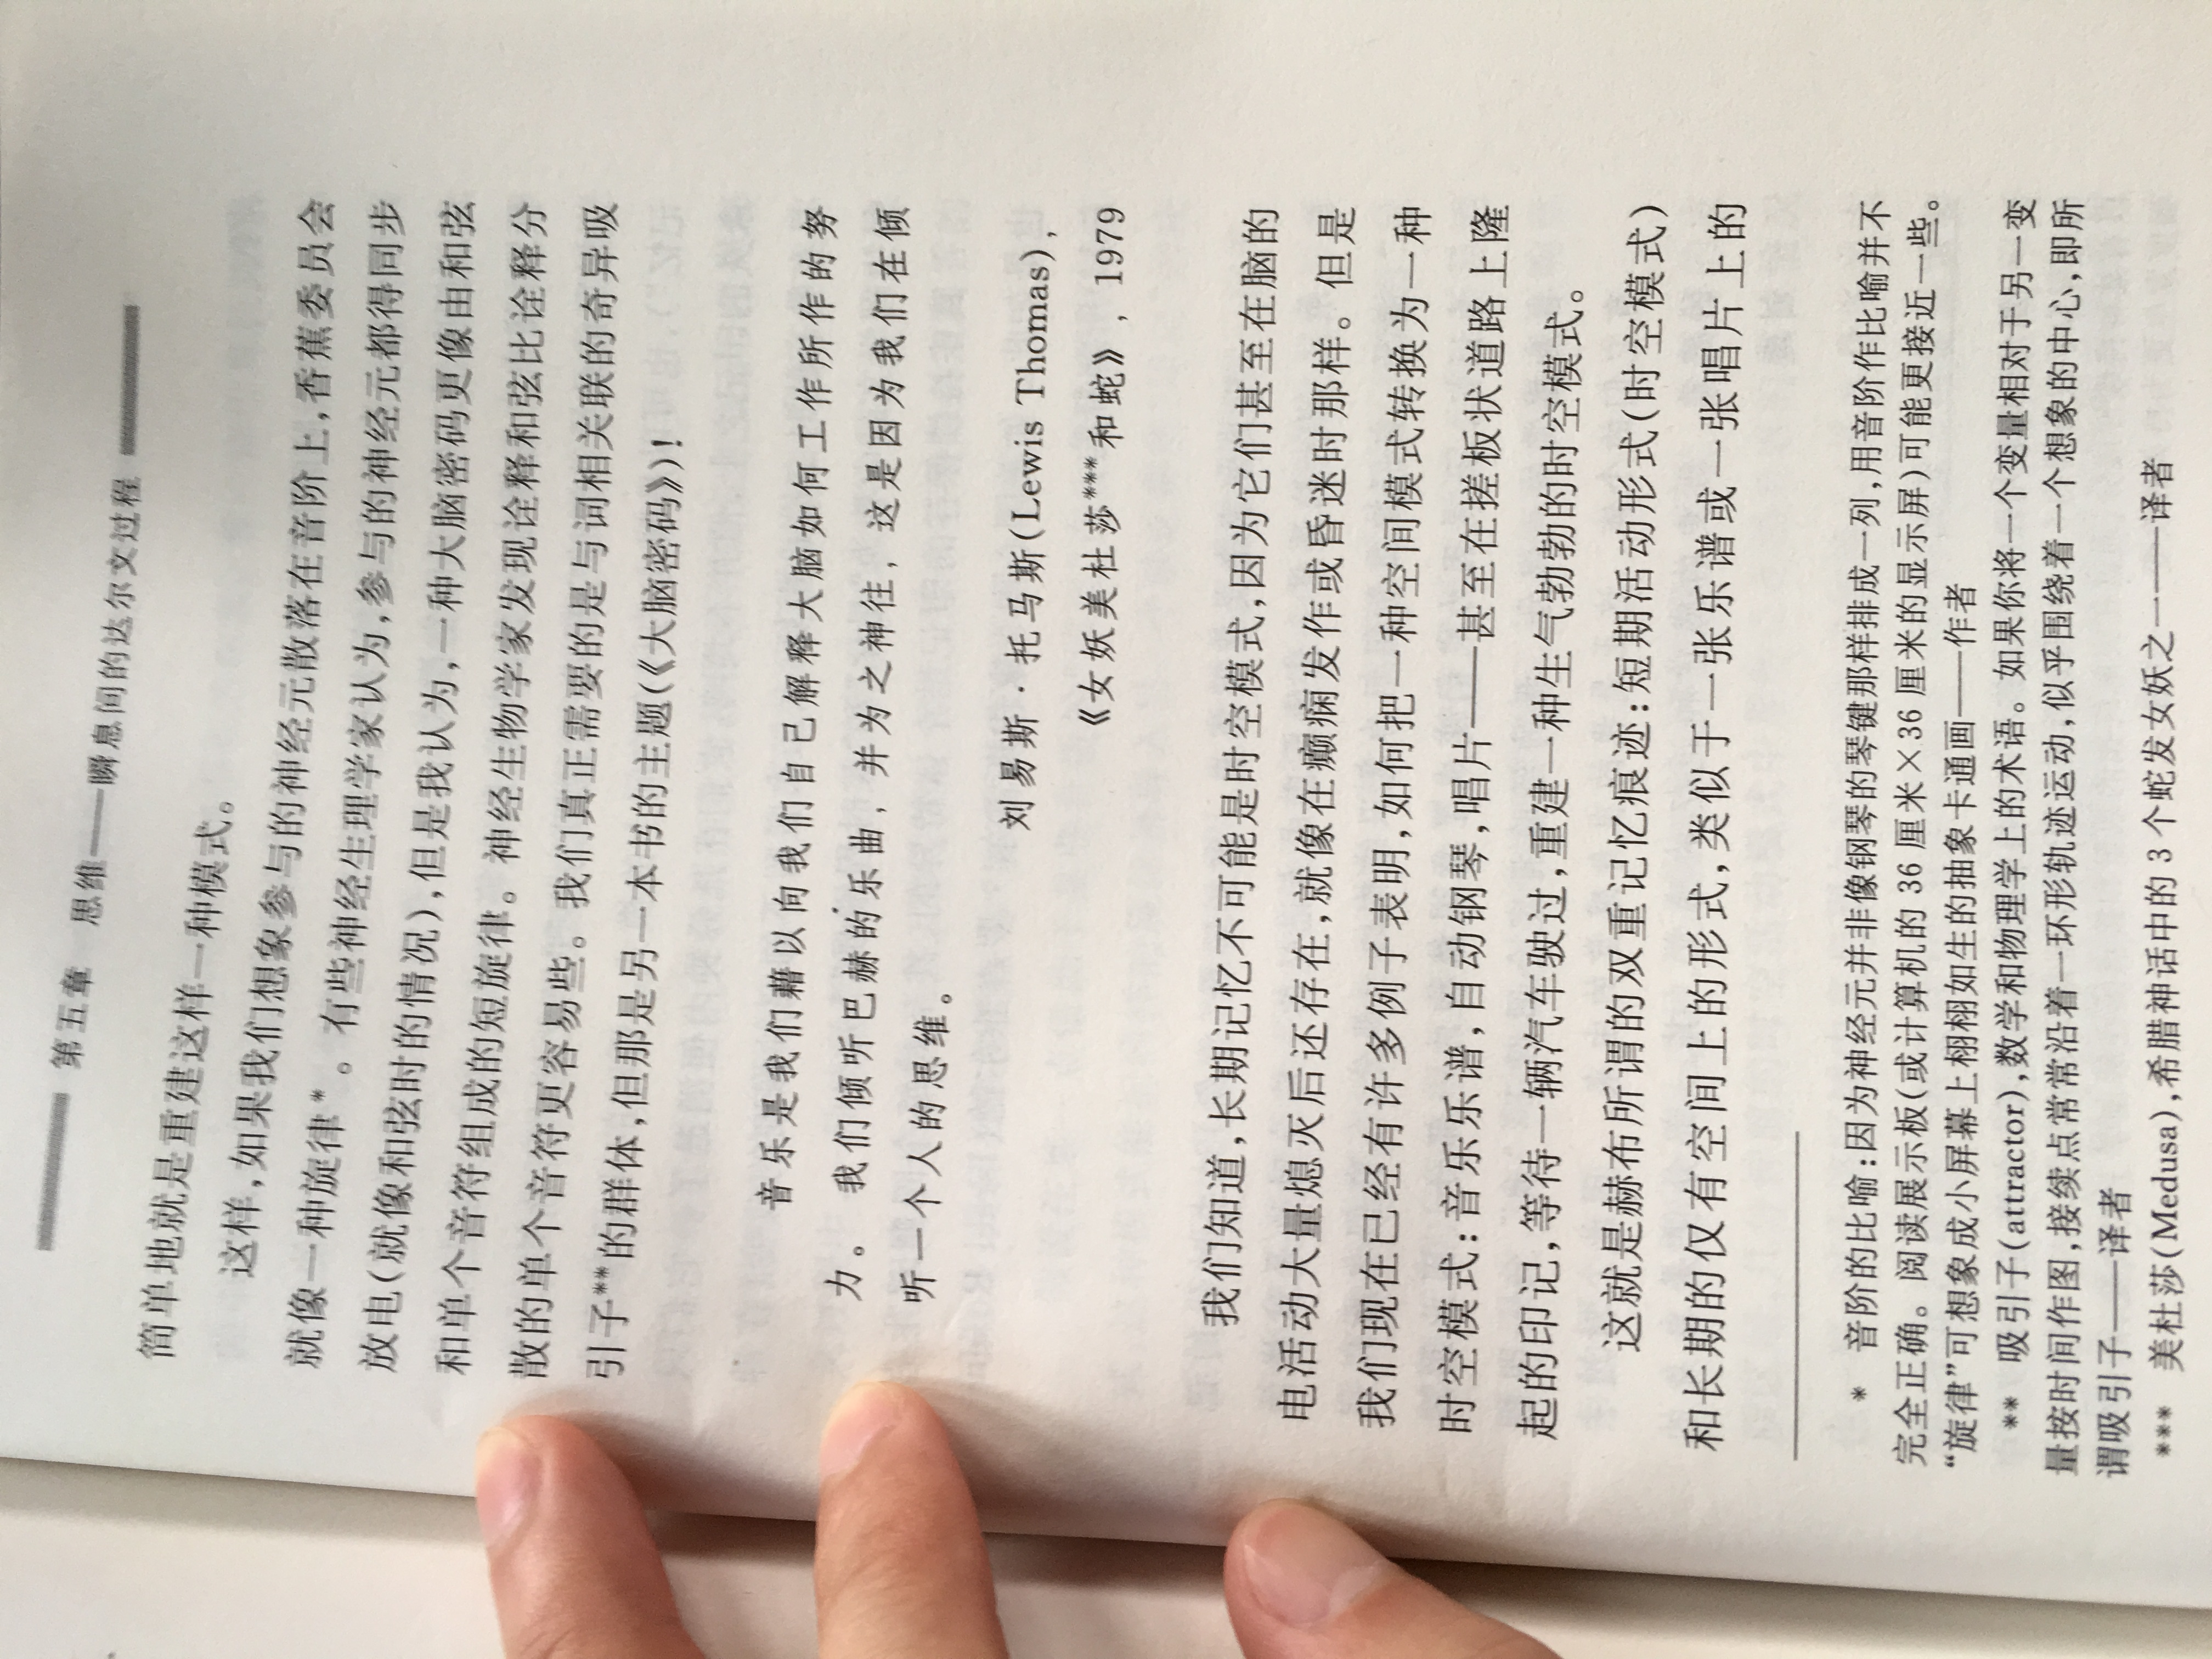 第五章 思维——瞬息间的达尔文过程
简单地就是重建这样一种模式。
这样,如果我们想象参与的神经元散落在音阶上,香蕉委员会
就像一种旋律*。有些神经生理学家认为,参与的神经元都得同步
放电(就像和弦时的情况),但是我认为,一种大脑密码更像由和弦
和单个音符组成的短旋律。神经生物学家发现诠释和弦比诠释分
散的单个音符更容易些。我们真正需要的是与词相关联的奇异吸
引子**的群体,但那是另一本书的主题(《大脑密码》)!
音乐是我们藉以向我们自己解释大脑如何工作所作的努
力。 我们倾听巴赫的乐曲, 并为之神往, 这是因为我们在倾
听一个人的思维。
刘易斯·托马斯(Lewis Thomas),
《女妖美杜莎***和蛇》, 1979
我们知道,长期记忆不可能是时空模式,因为它们甚至在脑的
电活动大量熄灭后还存在,就像在癫痫发作或昏迷时那样。但是
我们现在已经有许多例子表明,如何把一种空间模式转换为一种
时空模式:音乐乐谱,自动钢琴,唱片——甚至在搓板状道路上隆
起的印记,等待一辆汽车驶过,重建一种生气勃勃的时空模式。
这就是赫布所谓的双重记忆痕迹:短期活动形式(时空模式)
和长期的仅有空间上的形式,类似于一张乐谱或一张唱片上的
* 音阶的比喻:因为神经元并非像钢琴的琴键那样排成一列,用音阶作比喻并不
完全正确。阅读展示板(或计算机的 36 厘米×36 厘米的显示屏)可能更接近一些。
“旋律”可想象成小屏幕上栩栩如生的抽象卡通画——作者
** 吸引子(attractor),数学和物理学上的术语。如果你将一个变量相对于另一变
量按时间作图,接续点常常沿着一环形轨迹运动,似乎围绕着一个想象的中心,即所
谓吸引子——译者
*** 美杜莎(Medusa),希腊神话中的 3 个蛇发女妖之一——译者